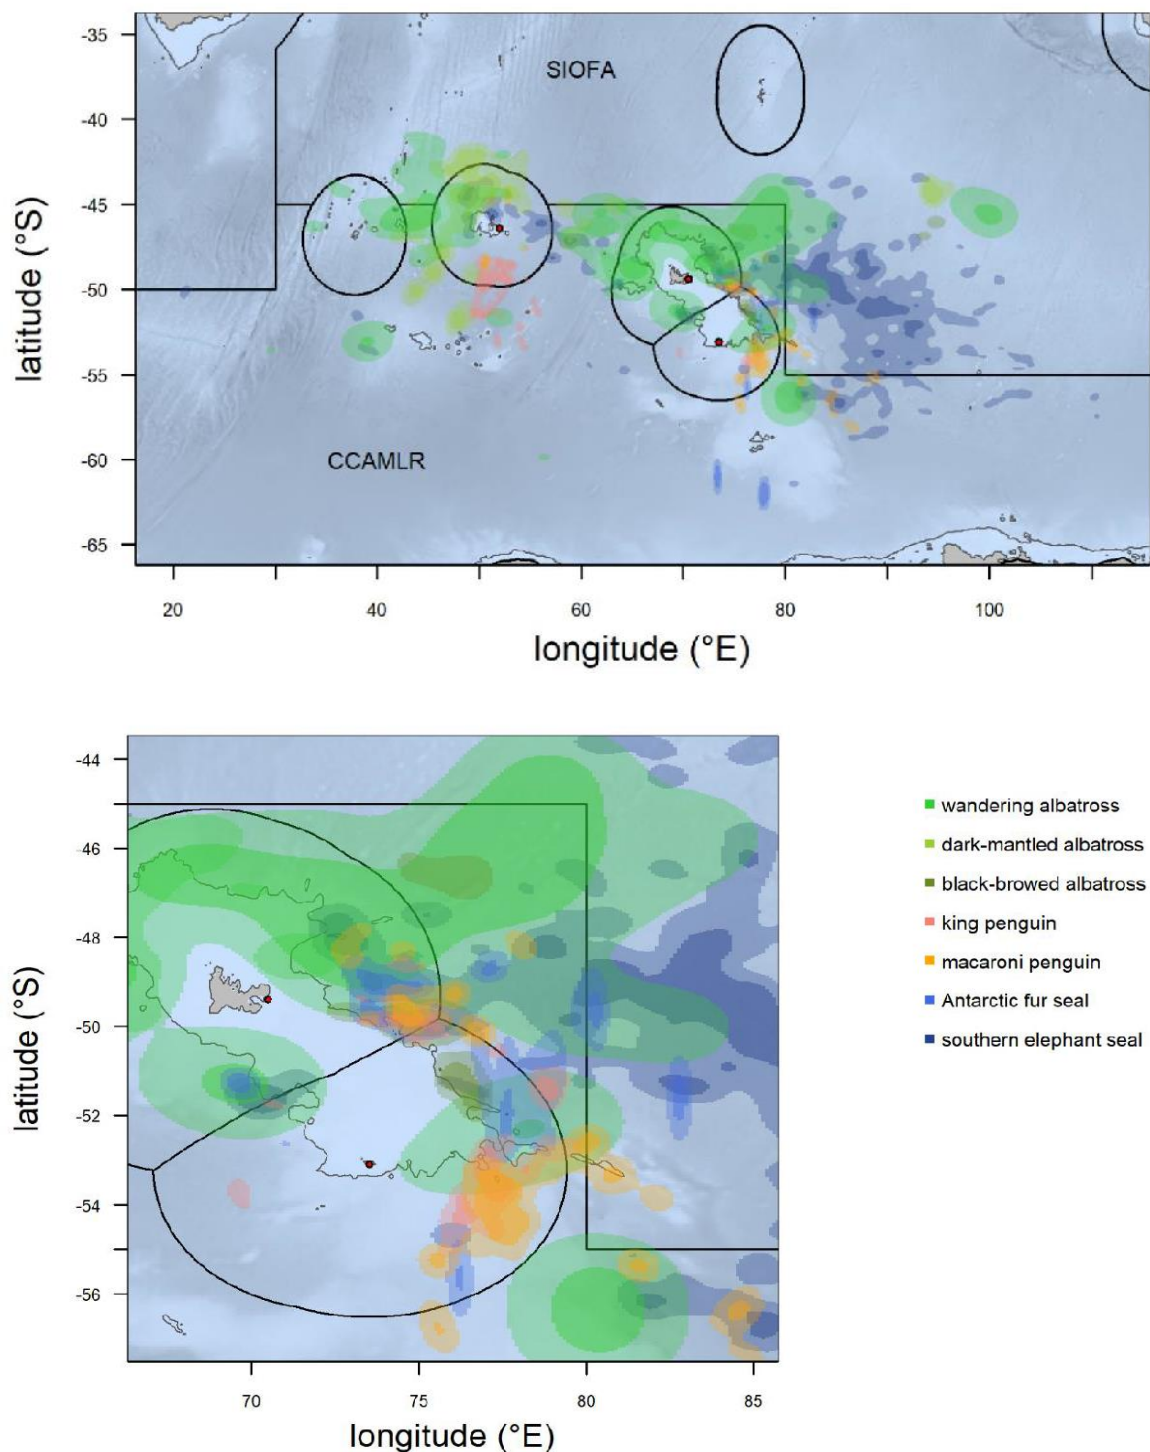 -35
-40
-45
-50
-55
-60
-65
latitude (°S)
SIOFA
CCAMLR
20
40
60
80
100
longitude (°E)
-44
-46
-48
-50
-52
-54
-56
latitude (°S)
70
75
80
85
longitude (°E)
wandering albatross
dark-mantled albatross
black-browed albatross
king penguin
macaroni penguin
Antarctic fur seal
southern elephant seal